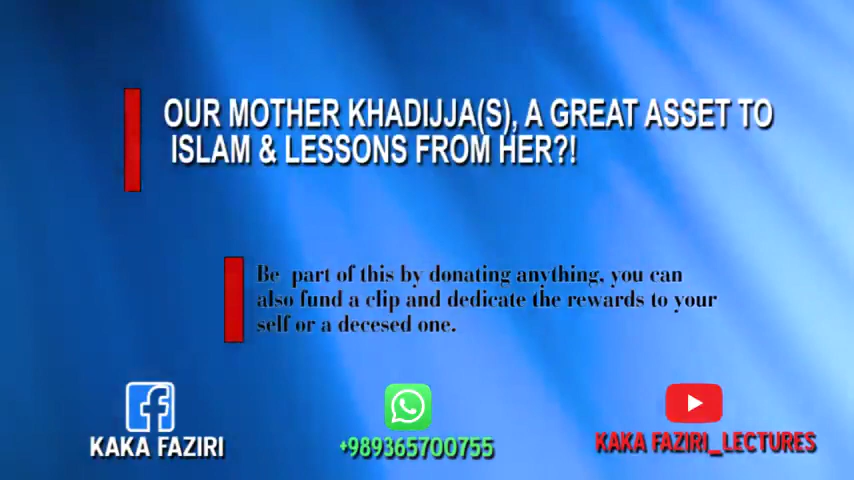 OUR MOTHER KHADIJJA(S), A GREAT ASSET TO
ISLAM & LESSONS FROM HER?!
Be part of this by donating anything, you can
also fund a clip and dedicate the rewards to your
self or a decesed one.
KAKA FAZIRI
+989365700755
KAKA FAZIRI_LECTURES